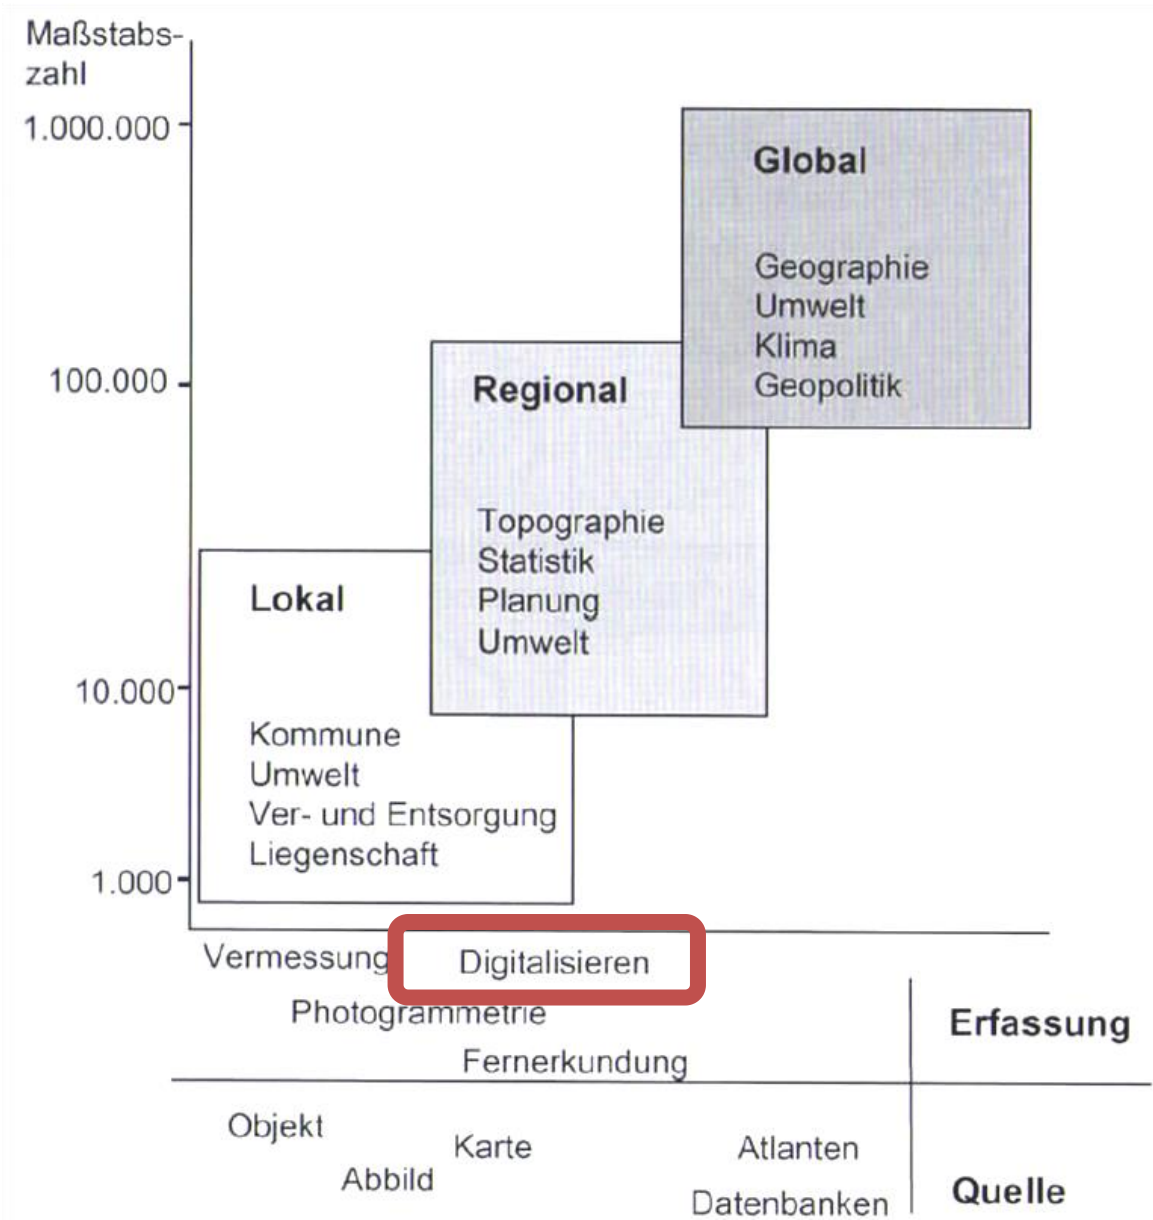 Maßstabs-
zahl
1.000.000
Global
Geographie
Umwelt
Klima
Geopolitik
100.000
Regional
Topographie
Statistik
Planung
Umwelt
Lokal
10.000
Kommune
Umwelt
Ver- und Entsorgung
Liegenschaft
1.000
Vermessung
Digitalisieren
Photogrammetrie
Fernerkundung
Erfassung
Objekt
Karte
Abbild
Atlanten
Datenbanken
Quelle